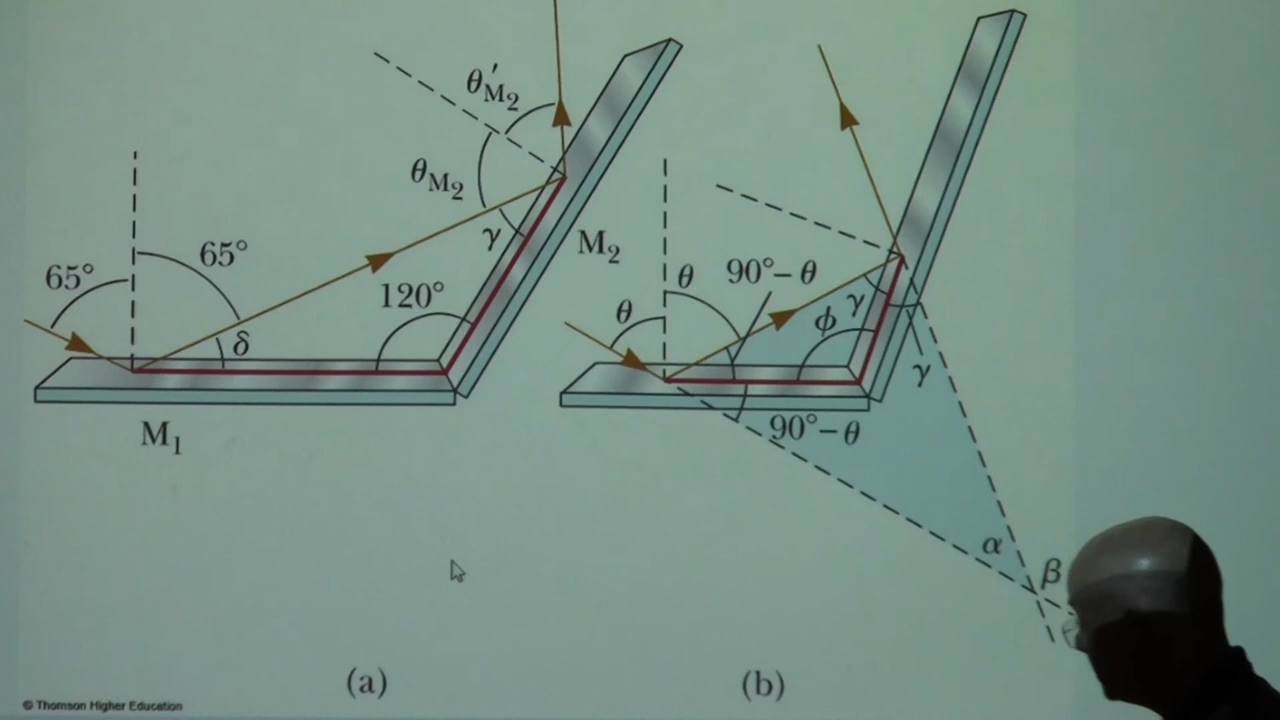 θ′M₂
θM₂
65°
65°
γ
M₂
120°
δ
M₁
(a)
θ
90°–θ
θ
γ
ϕ
γ
90°–θ
α
β
(b)
© Thomson Higher Education